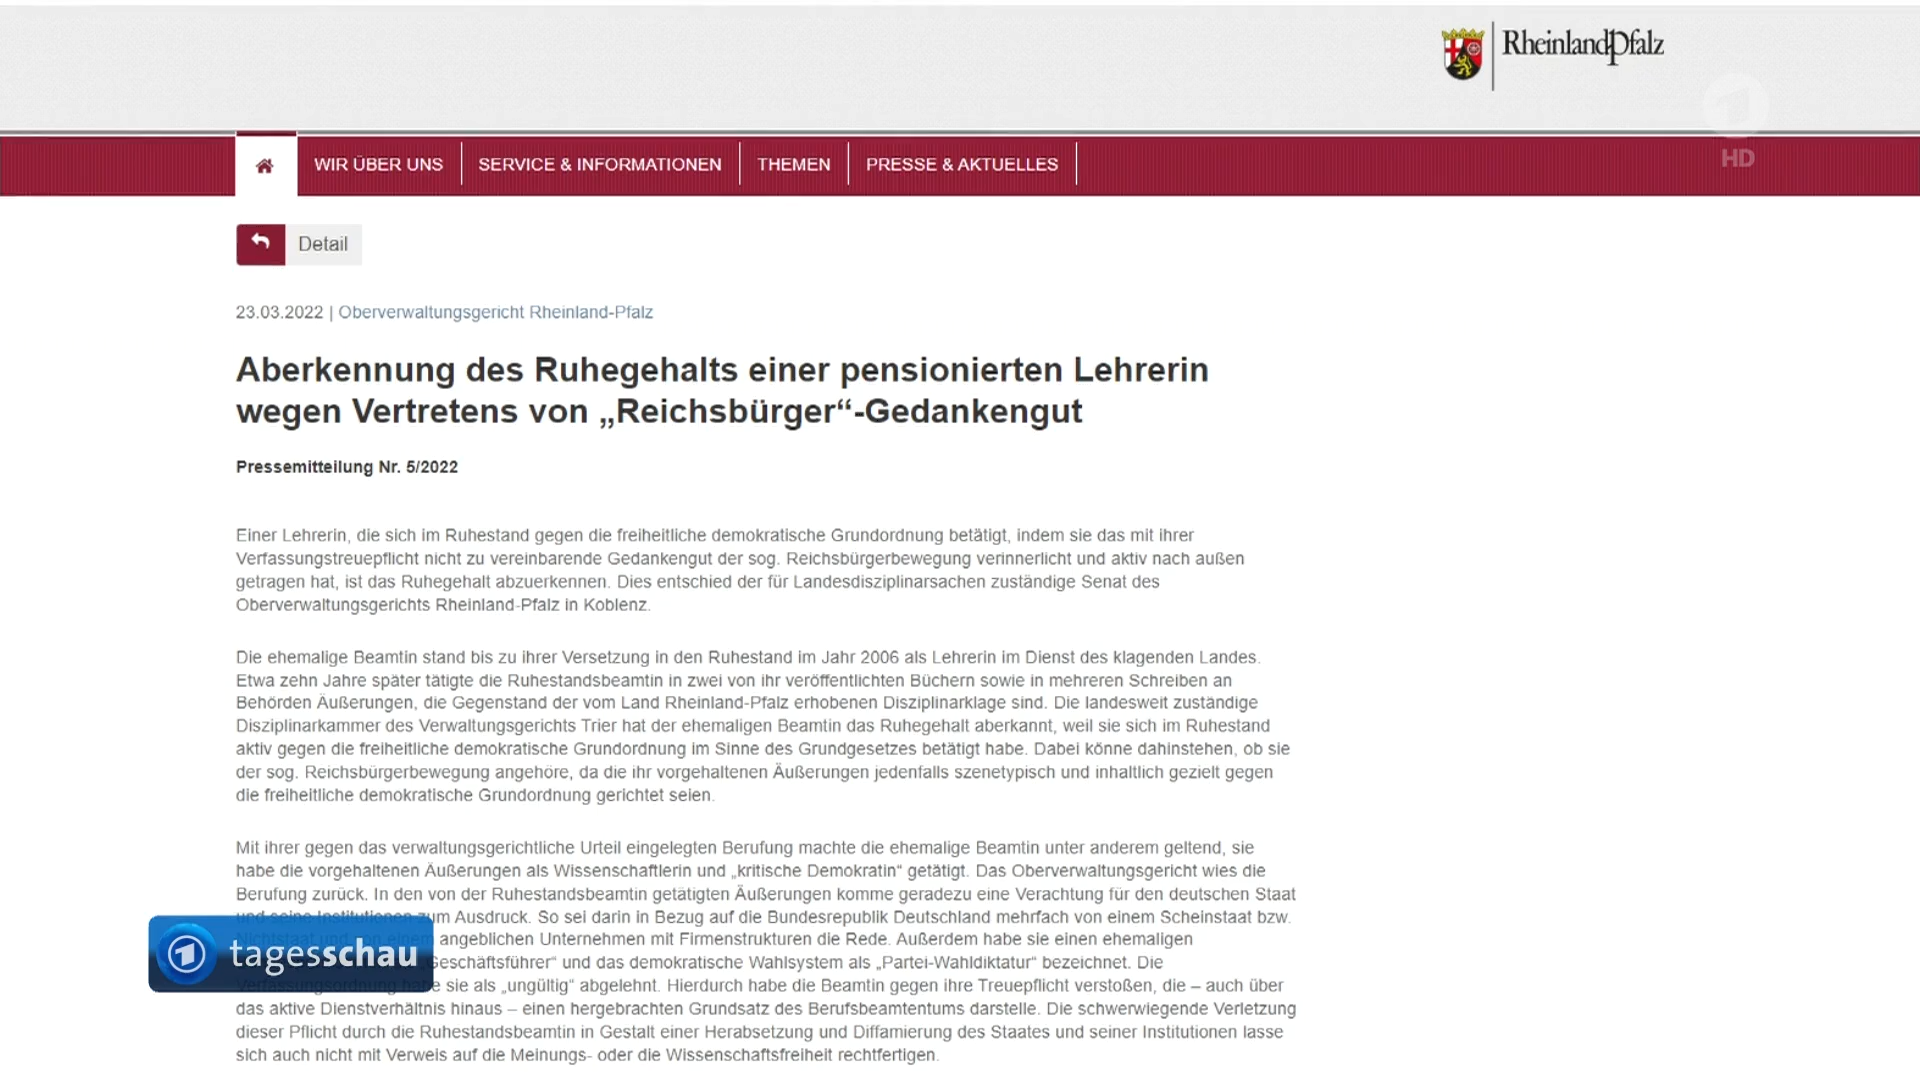 RheinlandPfalz
HD
WIR ÜBER UNS
SERVICE & INFORMATIONEN
THEMEN
PRESSE & AKTUELLES
Detail
23.03.2022 | Oberverwaltungsgericht Rheinland-Pfalz
Aberkennung des Ruhegehalts einer pensionierten Lehrerin
wegen Vertretens von „Reichsbürger“-Gedankengut
Pressemitteilung Nr. 5/2022
Einer Lehrerin, die sich im Ruhestand gegen die freiheitliche demokratische Grundordnung betätigt, indem sie das mit ihrer
Verfassungstreuepflicht nicht zu vereinbarende Gedankengut der sog. Reichsbürgerbewegung verinnerlicht und aktiv nach außen
getragen hat, ist das Ruhegehalt abzuerkennen. Dies entschied der für Landesdisziplinarsachen zuständige Senat des
Oberverwaltungsgerichts Rheinland-Pfalz in Koblenz.
Die ehemalige Beamtin stand bis zu ihrer Versetzung in den Ruhestand im Jahr 2006 als Lehrerin im Dienst des klagenden Landes.
Etwa zehn Jahre später tätigte die Ruhestandsbeamtin in zwei von ihr veröffentlichten Büchern sowie in mehreren Schreiben an
Behörden Äußerungen, die Gegenstand der vom Land Rheinland-Pfalz erhobenen Disziplinarklage sind. Die landesweit zuständige
Disziplinarkammer des Verwaltungsgerichts Trier hat der ehemaligen Beamtin das Ruhegehalt aberkannt, weil sie sich im Ruhestand
aktiv gegen die freiheitliche demokratische Grundordnung im Sinne des Grundgesetzes betätigt habe. Dabei könne dahinstehen, ob sie
der sog. Reichsbürgerbewegung angehöre, da die ihr vorgehaltenen Äußerungen jedenfalls szenetypisch und inhaltlich gezielt gegen
die freiheitliche demokratische Grundordnung gerichtet seien.
Mit ihrer gegen das verwaltungsgerichtliche Urteil eingelegten Berufung machte die ehemalige Beamtin unter anderem geltend, sie
habe die vorgehaltenen Äußerungen als Wissenschaftlerin und „kritische Demokratin“ getätigt. Das Oberverwaltungsgericht wies die
Berufung zurück. In den von der Ruhestandsbeamtin getätigten Äußerungen komme geradezu eine Verachtung für den deutschen Staat
und seine Institutionen zum Ausdruck. So sei darin in Bezug auf die Bundesrepublik Deutschland mehrfach von einem Scheinstaat bzw.
Nichtstaat und von einem angeblichen Unternehmen mit Firmenstrukturen die Rede. Außerdem habe sie einen ehemaligen
„Geschäftsführer“ und das demokratische Wahlsystem als „Partei-Wahldiktatur“ bezeichnet. Die
Verfassungsordnung habe sie als „ungültig“ abgelehnt. Hierdurch habe die Beamtin gegen ihre Treuepflicht verstoßen, die – auch über
das aktive Dienstverhältnis hinaus – einen hergebrachten Grundsatz des Berufsbeamtentums darstelle. Die schwerwiegende Verletzung
dieser Pflicht durch die Ruhestandsbeamtin in Gestalt einer Herabsetzung und Diffamierung des Staates und seiner Institutionen lasse
sich auch nicht mit Verweis auf die Meinungs- oder die Wissenschaftsfreiheit rechtfertigen.
tagesschau